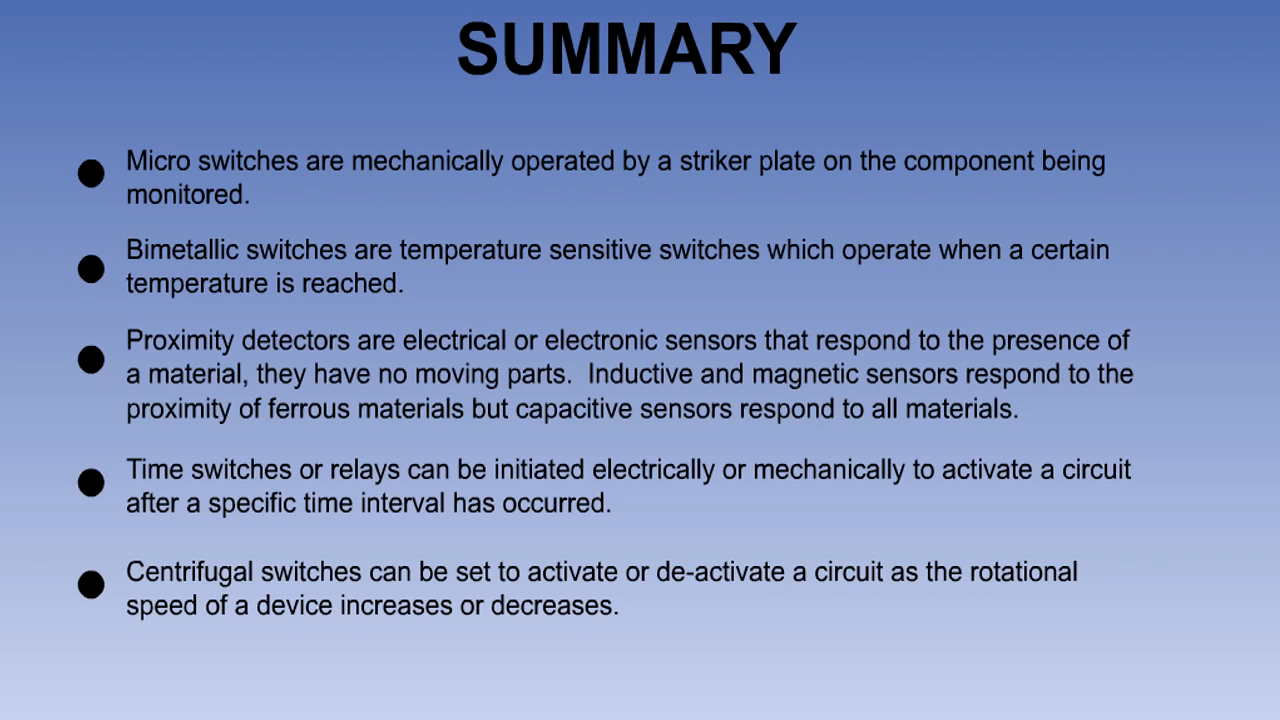 SUMMARY
Micro switches are mechanically operated by a striker plate on the component being
monitored.
Bimetallic switches are temperature sensitive switches which operate when a certain
temperature is reached.
Proximity detectors are electrical or electronic sensors that respond to the presence of
a material, they have no moving parts.  Inductive and magnetic sensors respond to the
proximity of ferrous materials but capacitive sensors respond to all materials.
Time switches or relays can be initiated electrically or mechanically to activate a circuit
after a specific time interval has occurred.
Centrifugal switches can be set to activate or de-activate a circuit as the rotational
speed of a device increases or decreases.